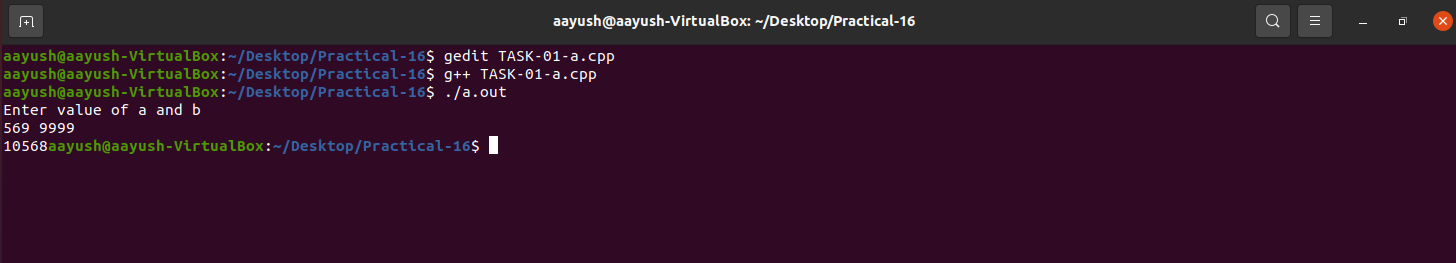 aayush@aayush-VirtualBox: ~/Desktop/Practical-16
aayush@aayush-VirtualBox:~/Desktop/Practical-16$ gedit TASK-01-a.cpp
aayush@aayush-VirtualBox:~/Desktop/Practical-16$ g++ TASK-01-a.cpp
aayush@aayush-VirtualBox:~/Desktop/Practical-16$ ./a.out
Enter value of a and b
569 9999
10568aayush@aayush-VirtualBox:~/Desktop/Practical-16$